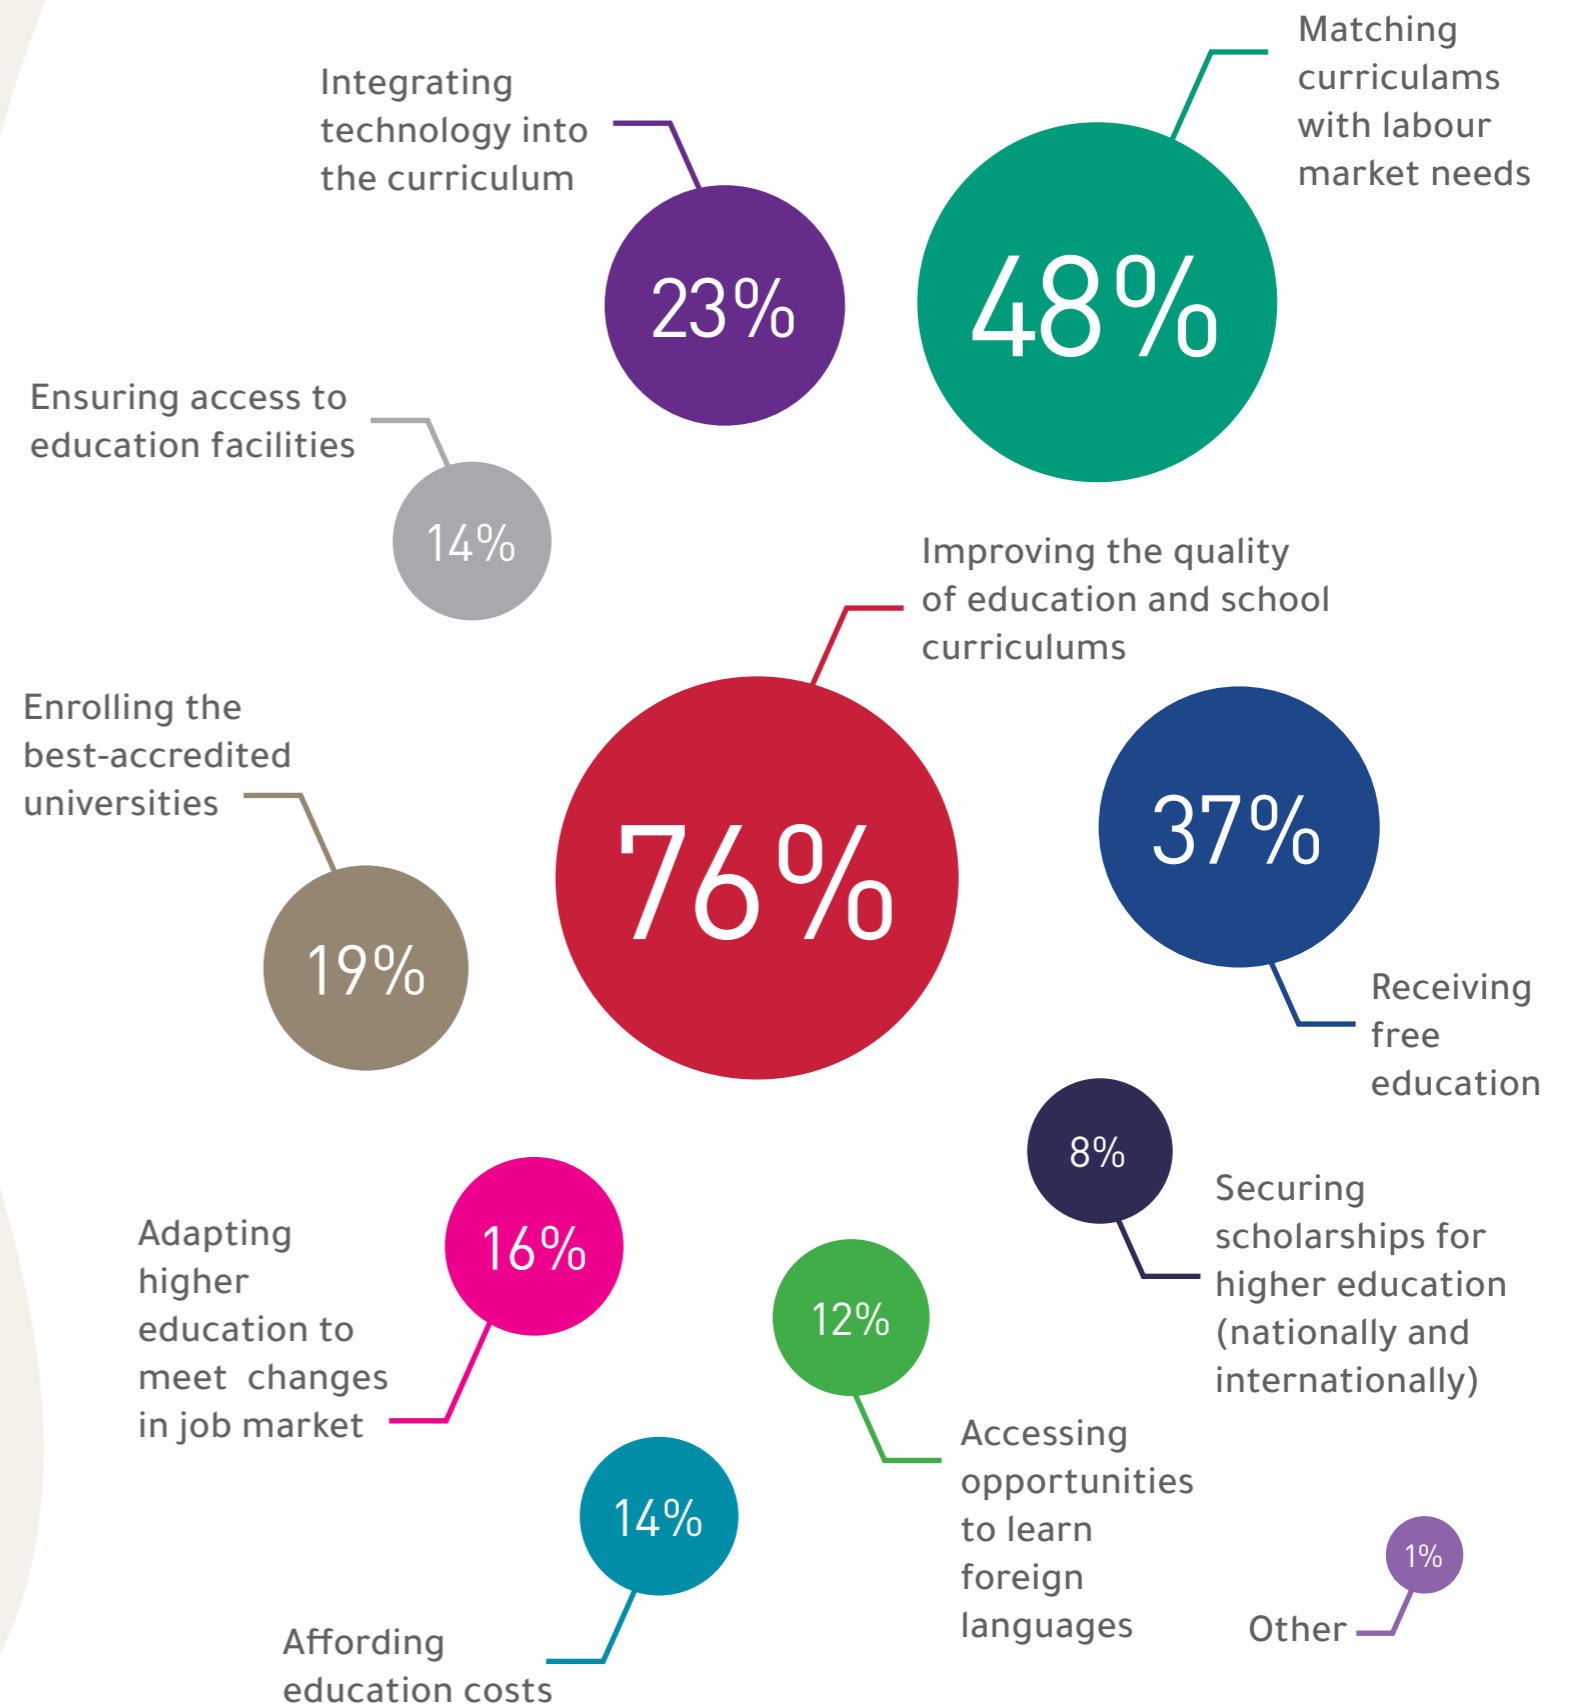 Matching
curriculams
with labour
market needs
48%
Integrating
technology into
the curriculum
23%
Ensuring access to
education facilities
14%
Improving the quality
of education and school
curriculums
76%
Enrolling the
best-accredited
universities
19%
37%
Receiving
free
education
8%
Securing
scholarships for
higher education
(nationally and
internationally)
16%
Adapting
higher
education to
meet  changes
in job market
12%
Accessing
opportunities
to learn
foreign
languages
14%
Affording
education costs
1%
Other